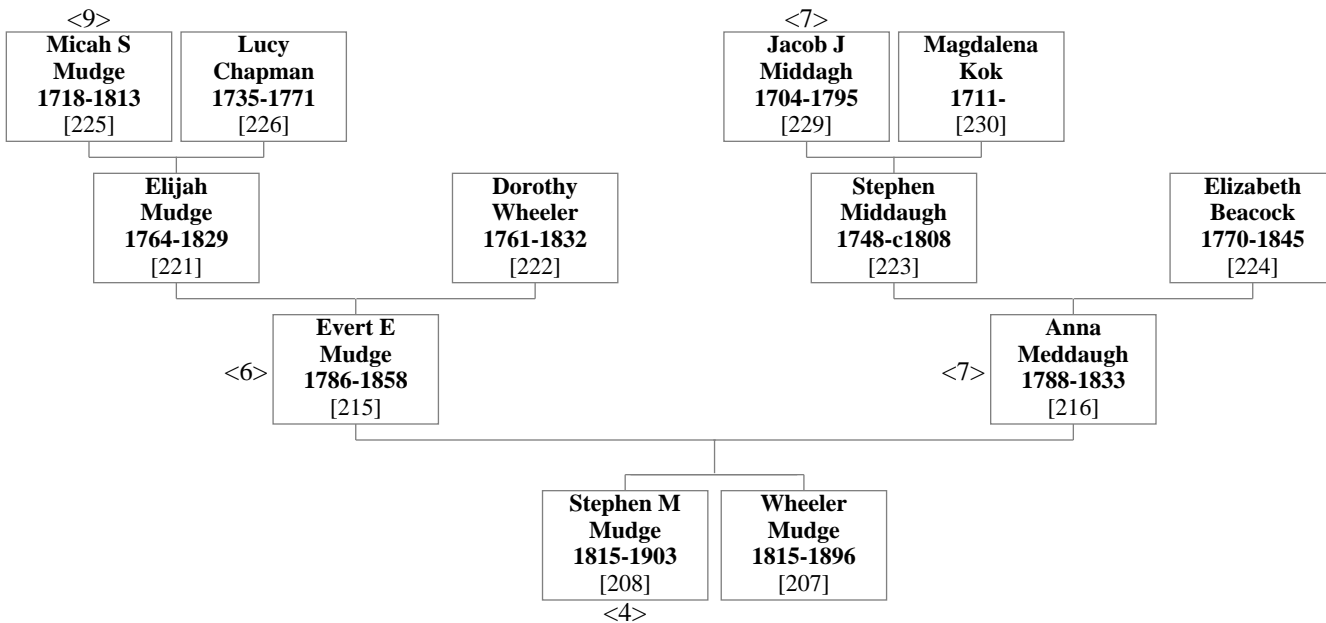 <9>
Micah S
Mudge
1718-1813
[225]
Lucy
Chapman
1735-1771
[226]
<7>
Jacob J
Middagh
1704-1795
[229]
Magdalena
Kok
1711-
[230]
Elijah
Mudge
1764-1829
[221]
Dorothy
Wheeler
1761-1832
[222]
Stephen
Middaugh
1748-c1808
[223]
Elizabeth
Beacock
1770-1845
[224]
<6>
Evert E
Mudge
1786-1858
[215]
<7>
Anna
Meddaugh
1788-1833
[216]
Stephen M
Mudge
1815-1903
[208]
<4>
Wheeler
Mudge
1815-1896
[207]